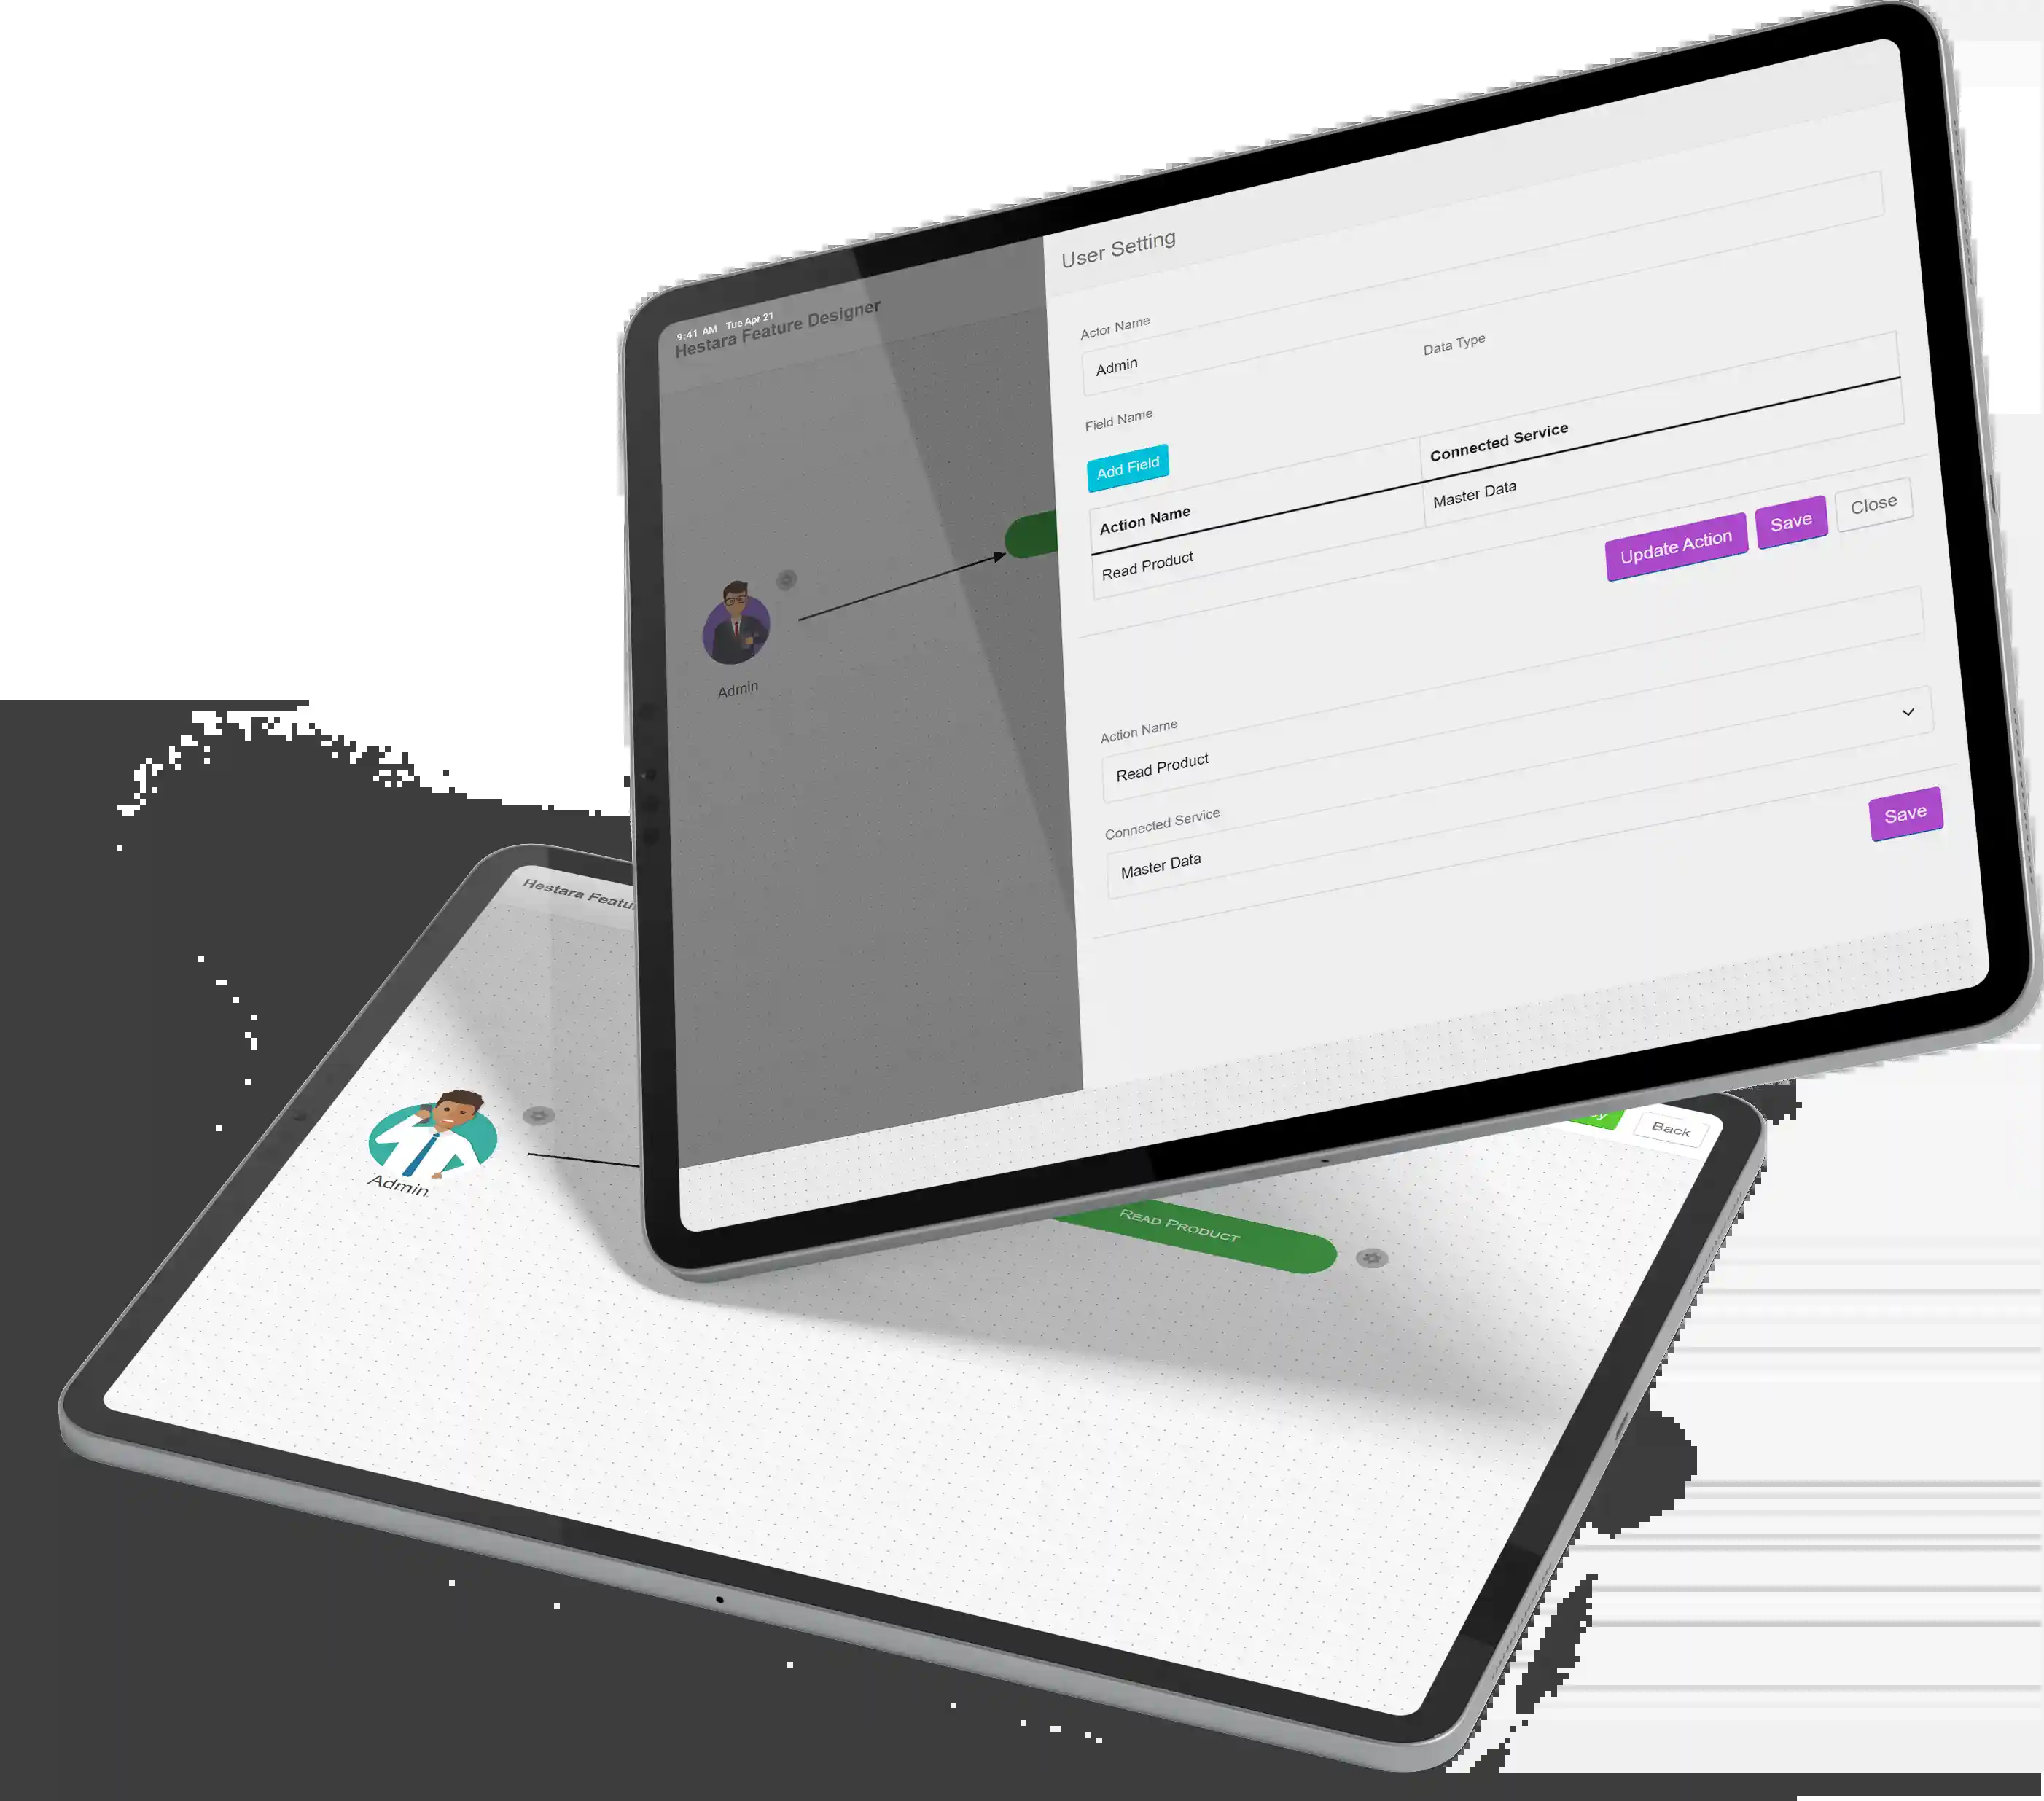 9:41 AM Tue Apr 21
Hestara Feature Designer
Admin
User Setting
Actor Name
Admin
Field Name
Data Type
Add Field
Action Name
Connected Service
Read Product
Master Data
Update Action
Save
Close
Action Name
Read Product
Connected Service
Master Data
Save
Hestara
Admin
Back
READ PRODUCT